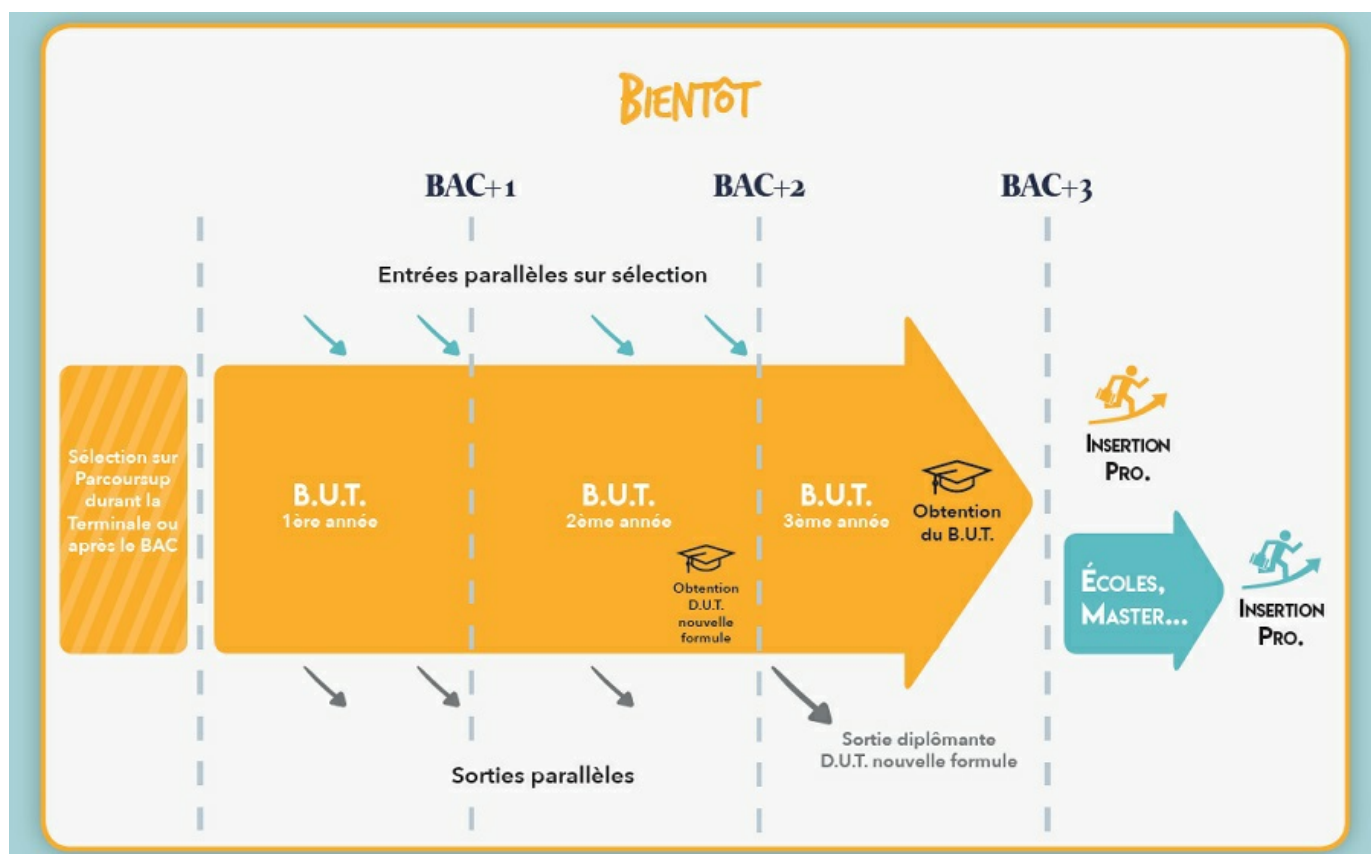 BIENTÔT
BAC+1
BAC+2
BAC+3
Entrées parallèles sur sélection
Sélection sur
Parcoursup
durant la
Terminale ou
après le BAC
B.U.T.
1ère année
B.U.T.
2ème année
Obtention
D.U.T.
nouvelle
formule
B.U.T.
3ème année
Obtention
du B.U.T.
INSERTION
PRO.
ÉCOLES,
MASTER...
INSERTION
PRO.
Sortie diplômante
D.U.T. nouvelle formule
Sorties parallèles